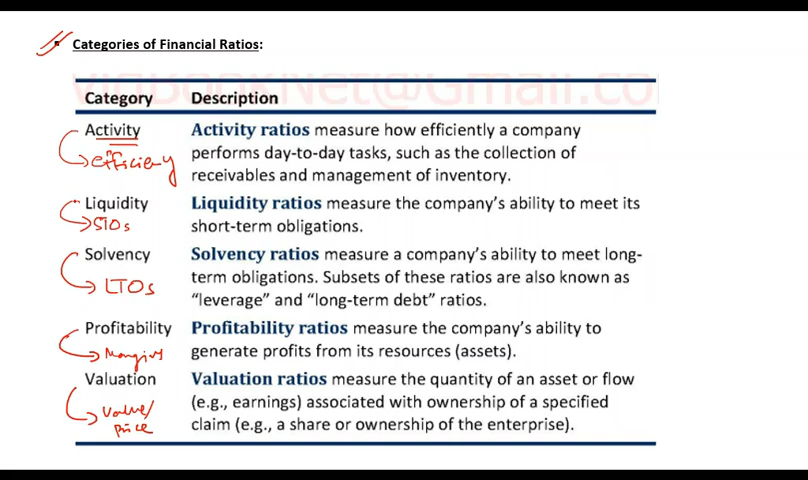 Categories of Financial Ratios:
vipBookNet@Gmail.co
Category Description
Activity Activity ratios measure how efficiently a company
efficiency performs day-to-day tasks, such as the collection of
receivables and management of inventory.
Liquidity Liquidity ratios measure the company's ability to meet its
STOs short-term obligations.
Solvency Solvency ratios measure a company's ability to meet long-
LTOs term obligations. Subsets of these ratios are also known as
"leverage" and "long-term debt" ratios.
Profitability Profitability ratios measure the company's ability to
Margins generate profits from its resources (assets).
Valuation Valuation ratios measure the quantity of an asset or flow
value/ (e.g., earnings) associated with ownership of a specified
price claim (e.g., a share or ownership of the enterprise).